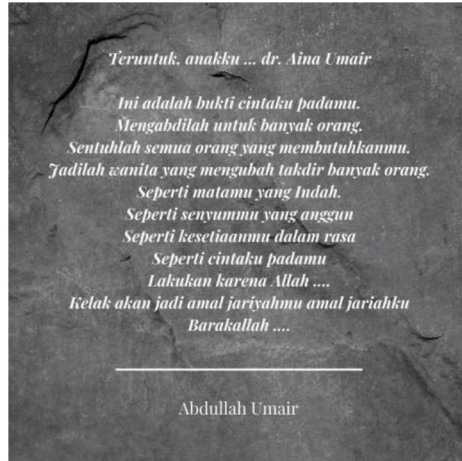 Teruntuk, anakku ... dr. Aina Umair
Ini adalah bukti cintaku padamu.
Mengabdilah untuk banyak orang.
Sentuhlah semua orang yang membutuhkanmu.
Jadilah wanita yang mengubah takdir banyak orang.
Seperti matamu yang Indah.
Seperti senyummu yang anggun
Seperti kesetiaanmu dalam rasa
Seperti cintaku padamu
Lakukan karena Allah ....
Kelak akan jadi amal jariyahmu amal jariahku
Barakallah ....
Abdullah Umair